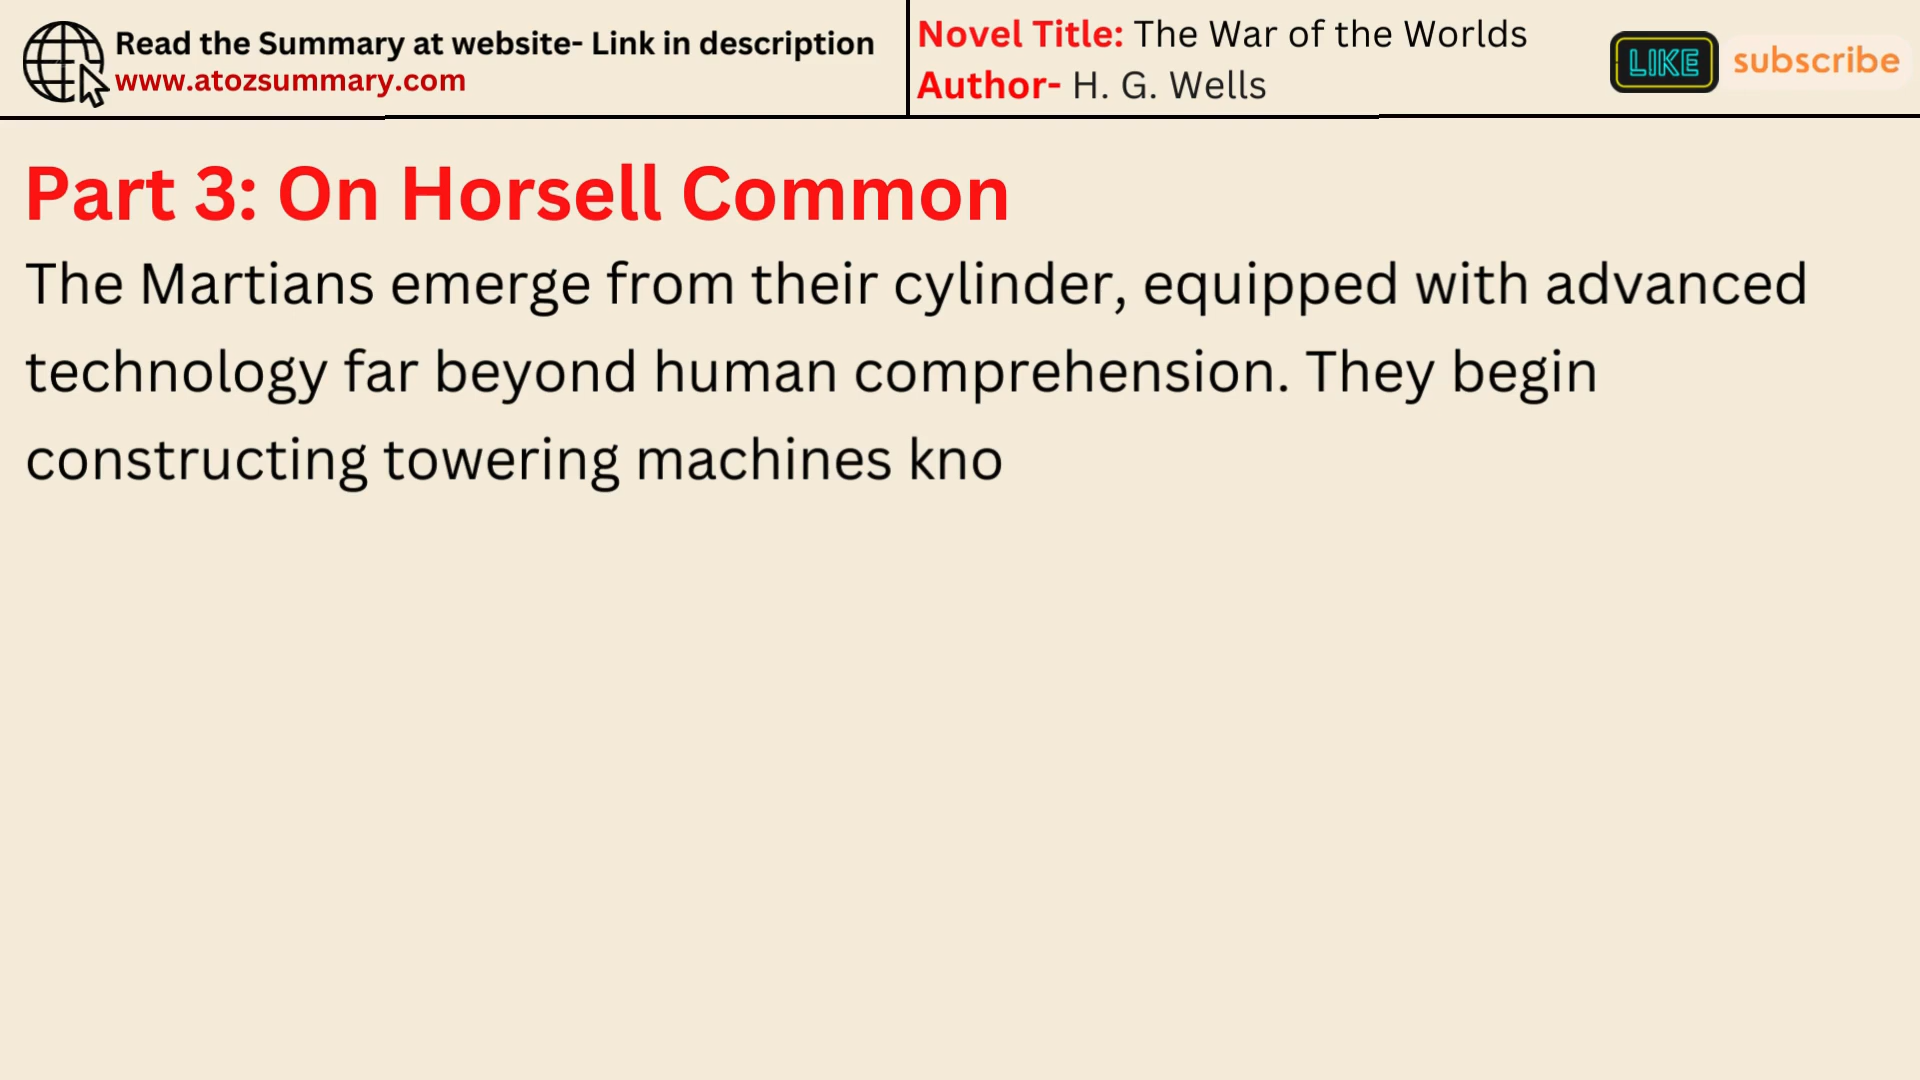 Read the Summary at website- Link in description
www.atozsummary.com
Novel Title: The War of the Worlds
Author- H. G. Wells
LIKE
subscribe
Part 3: On Horsell Common
The Martians emerge from their cylinder, equipped with advanced
technology far beyond human comprehension. They begin
constructing towering machines kno